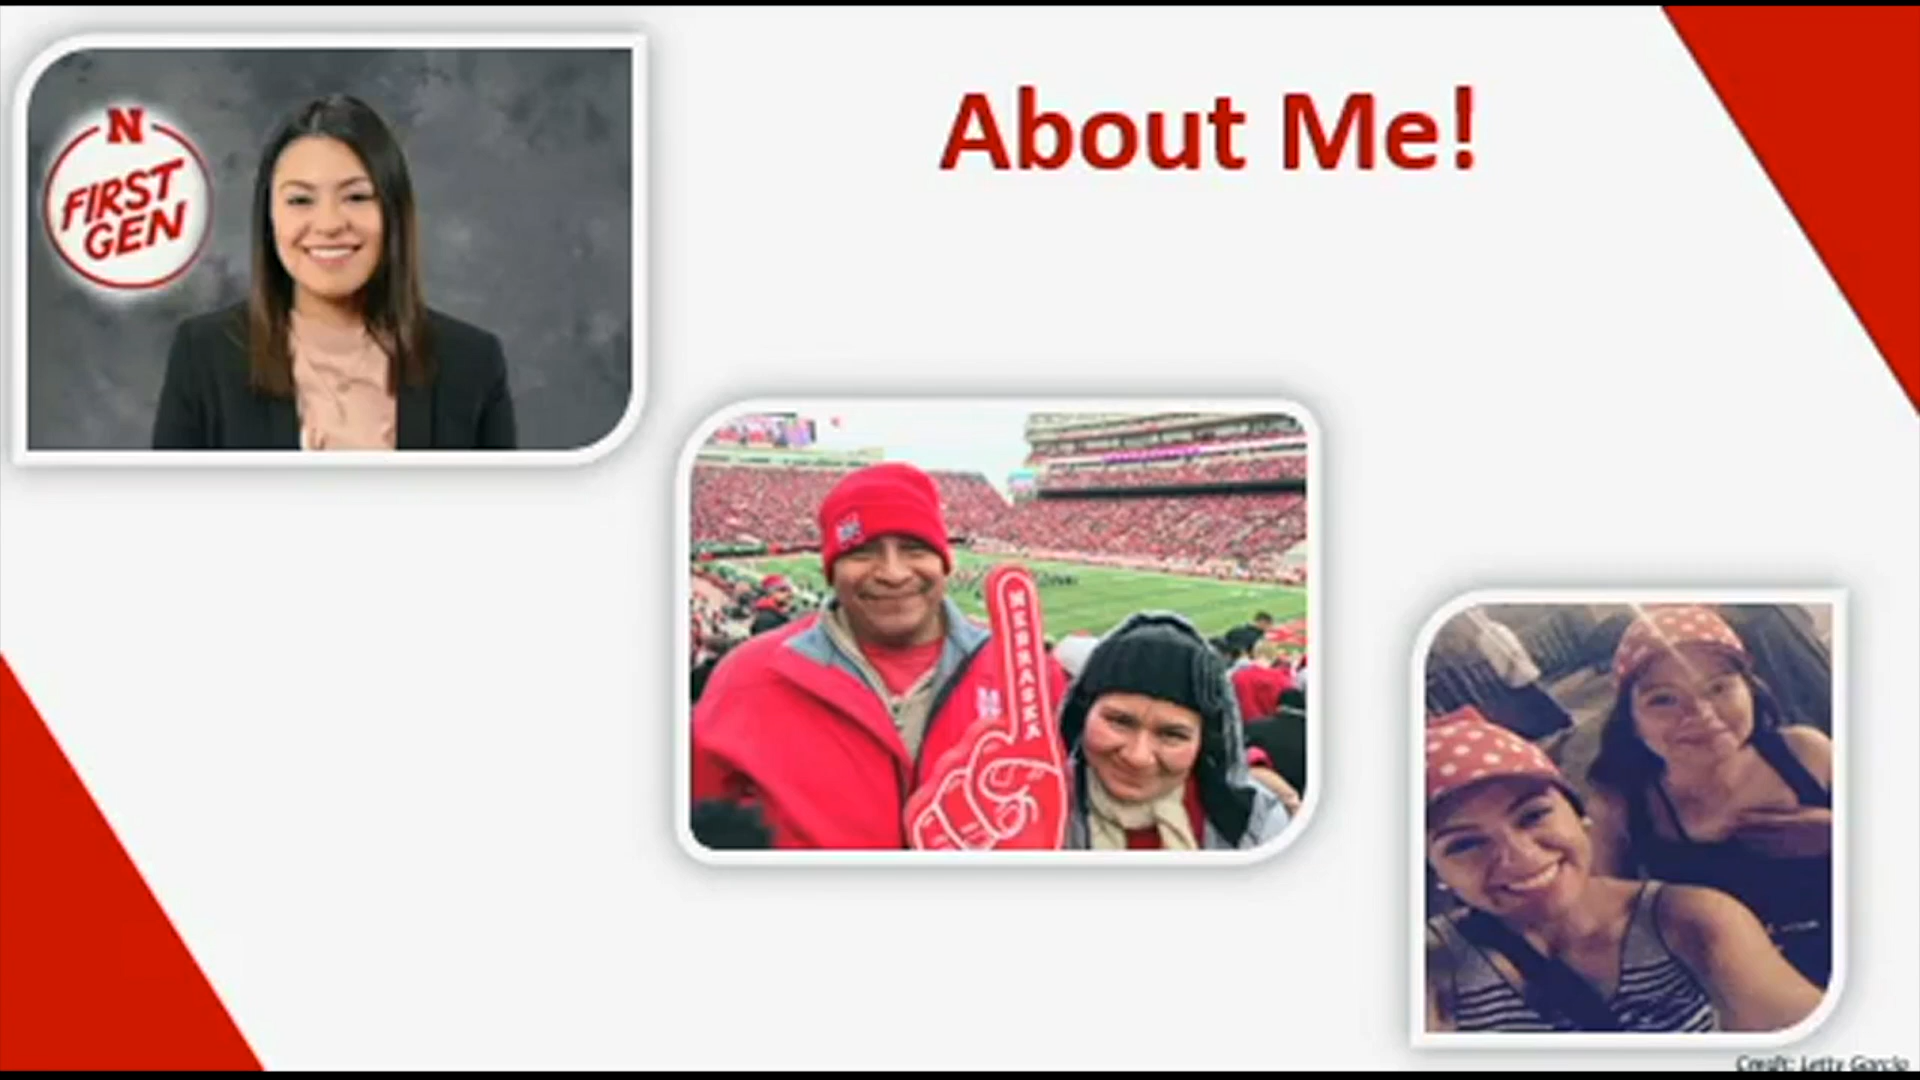 About Me!
N
FIRST
GEN
NEBRASKA
Credit: Letty Garcia